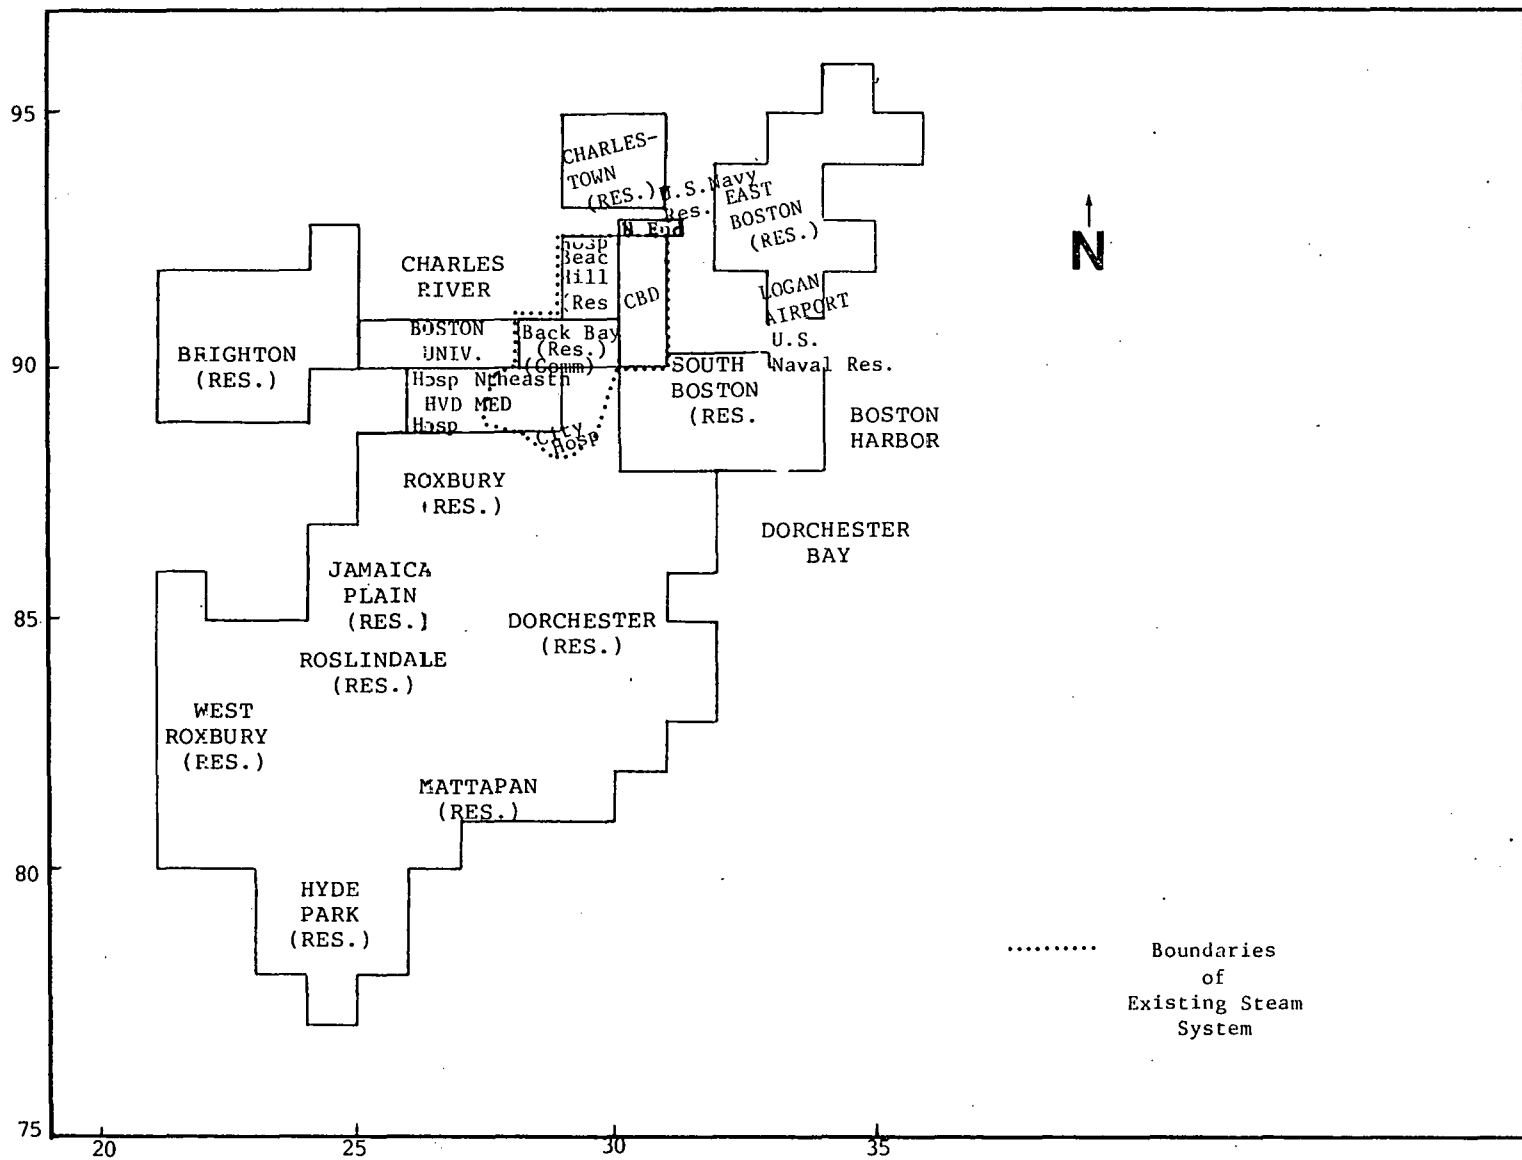 95
CHARLES-
TOWN
(RES.)
U.S.Navy
Res.
EAST
BOSTON
(RES.)
N End
N
CHARLES
RIVER
Hosp
Beac
Hill
(Res
CBD
LOGAN
AIRPORT
BOSTON
UNIV.
Back Bay
(Res.)
(Comm)
U.S.
Naval Res.
90
BRIGHTON
(RES.)
Hosp Ntheastn
HVD MED
Hosp
City
Hosp
SOUTH
BOSTON
(RES.
BOSTON
HARBOR
ROXBURY
(RES.)
DORCHESTER
BAY
JAMAICA
PLAIN
(RES.)
85
DORCHESTER
(RES.)
ROSLINDALE
(RES.)
WEST
ROXBURY
(RES.)
MATTAPAN
(RES.)
80
HYDE
PARK
(RES.)
Boundaries
of
Existing Steam
System
75
20 25 30 35